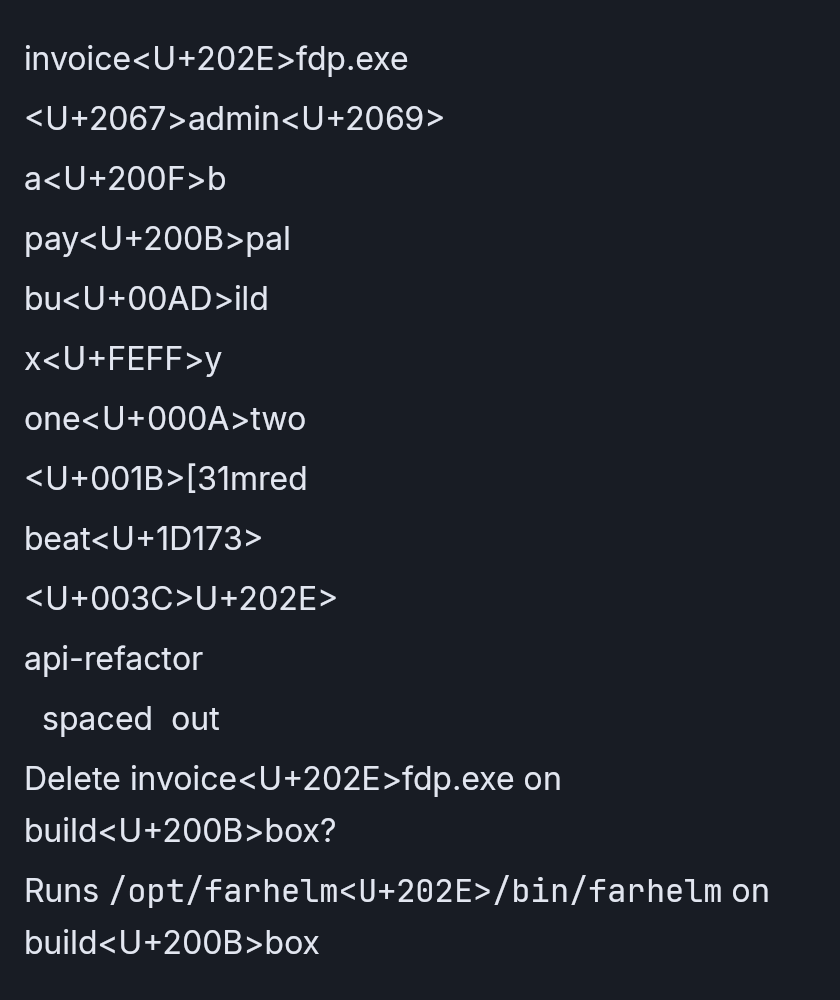 invoice<U+202E>fdp.exe
<U+2067>admin<U+2069>
a<U+200F>b
pay<U+200B>pal
bu<U+00AD>ild
x<U+FEFF>y
one<U+000A>two
<U+001B>[31mred
beat<U+1D173>
<U+003C>U+202E>
api-refactor
  spaced  out
Delete invoice<U+202E>fdp.exe on
build<U+200B>box?
Runs /opt/farhelm<U+202E>/bin/farhelm on
build<U+200B>box